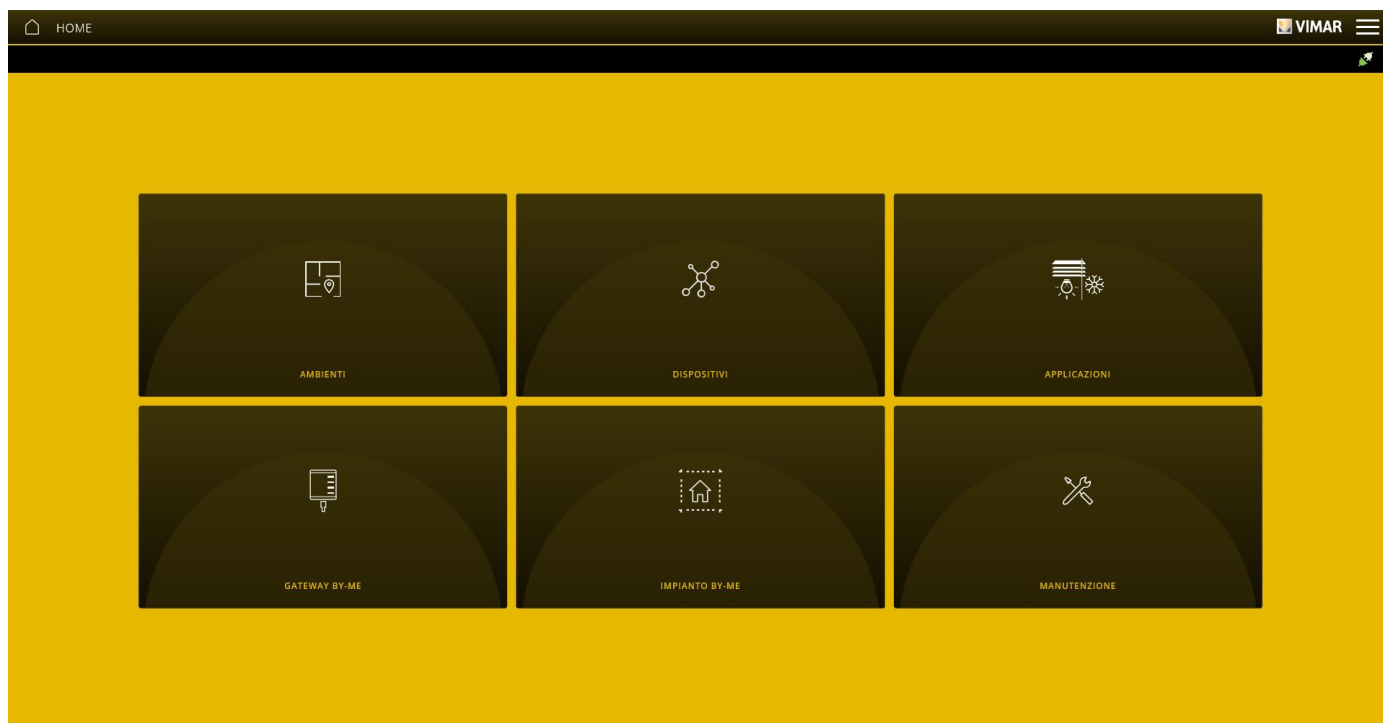 HOME
VIMAR
AMBIENTI
DISPOSITIVI
APPLICAZIONI
GATEWAY BY-ME
IMPIANTO BY-ME
MANUTENZIONE